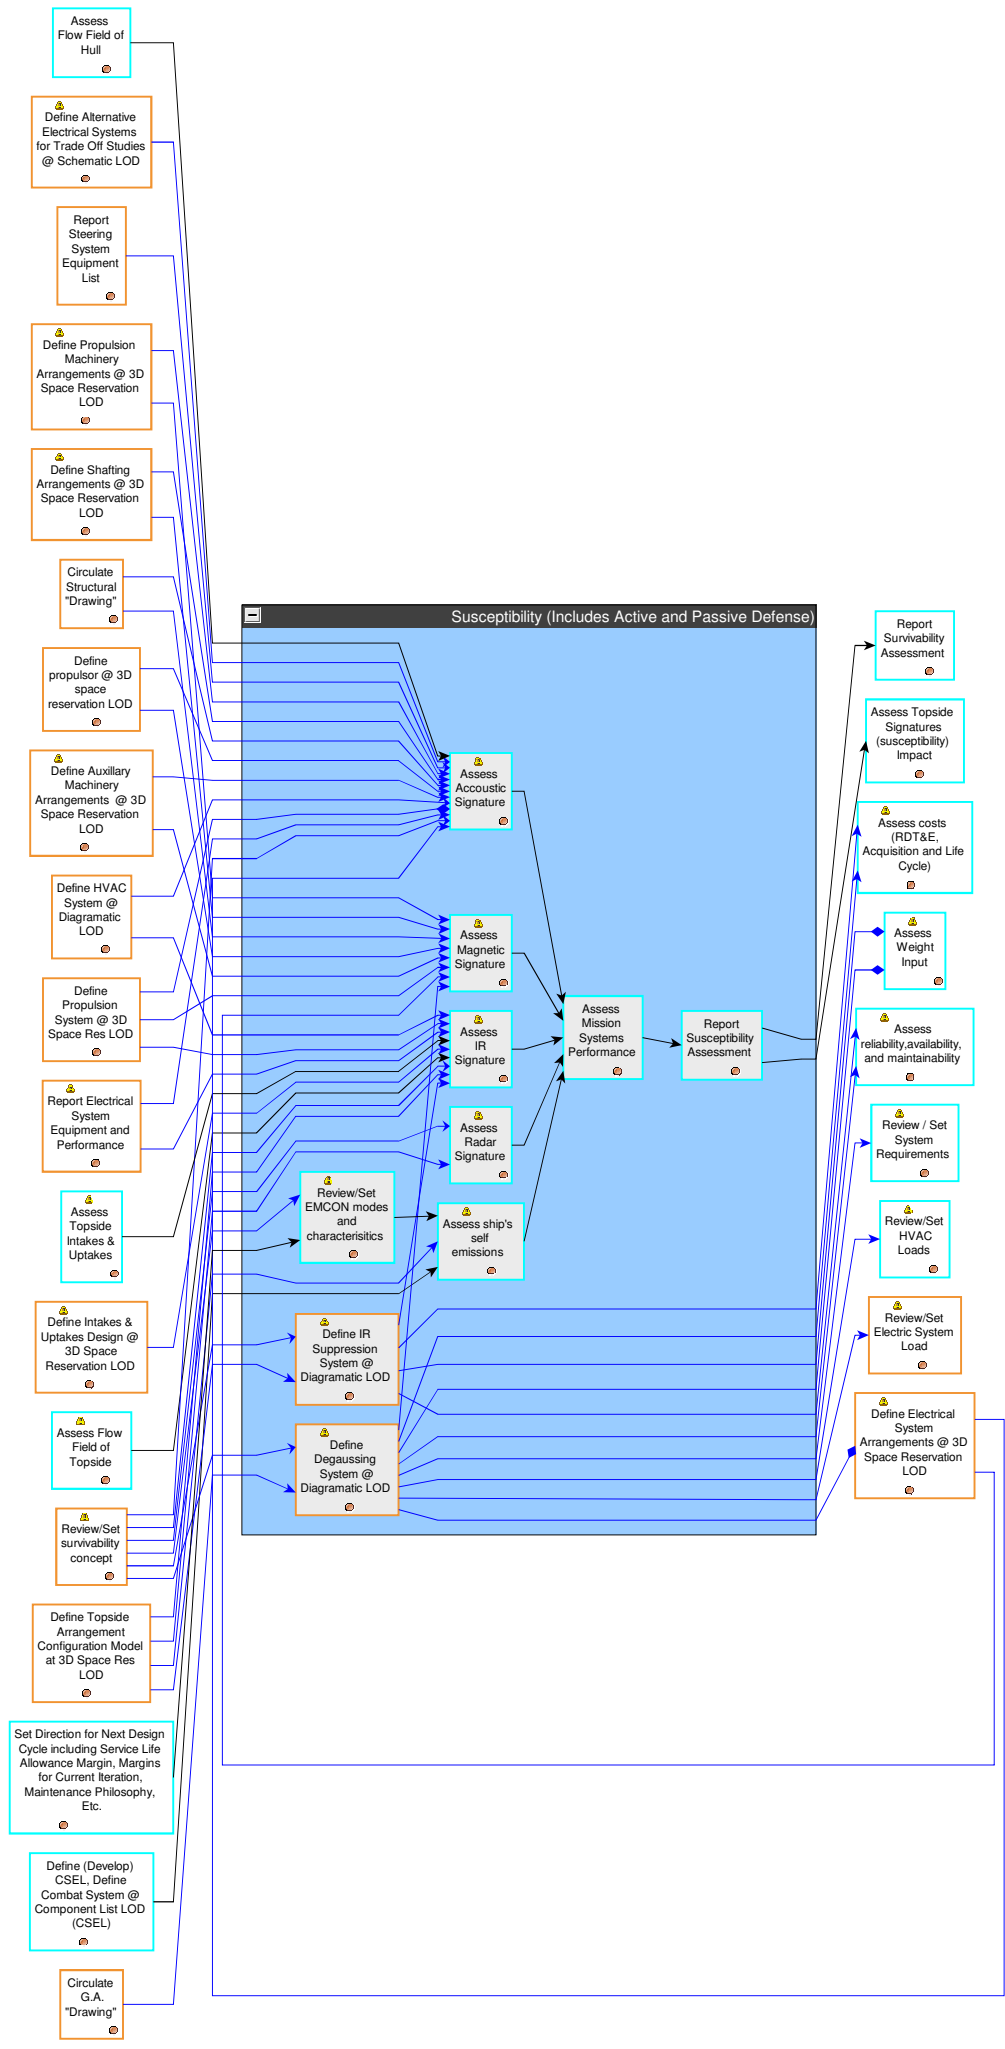 Assess
Flow Field of
Hull
Define Alternative
Electrical Systems
for Trade Off Studies
@ Schematic LOD
Report
Steering
System
Equipment
List
Define Propulsion
Machinery
Arrangements @ 3D
Space Reservation
LOD
Define Shafting
Arrangements @ 3D
Space Reservation
LOD
Circulate
Structural
"Drawing"
Define
propulsor @ 3D
space
reservation LOD
Define Auxillary
Machinery
Arrangements @ 3D
Space Reservation
LOD
Define HVAC
System @
Diagramatic
LOD
Define
Propulsion
System @ 3D
Space Res LOD
Report Electrical
System
Equipment and
Performance
Assess
Topside
Intakes &
Uptakes
Define Intakes &
Uptakes Design @
3D Space
Reservation LOD
Assess Flow
Field of
Topside
Review/Set
survivability
concept
Define Topside
Arrangement
Configuration Model
at 3D Space Res
LOD
Set Direction for Next Design
Cycle including Service Life
Allowance Margin, Margins
for Current Iteration,
Maintenance Philosophy,
Etc.
Define (Develop)
CSEL, Define
Combat System @
Component List LOD
(CSEL)
Circulate
G.A.
"Drawing"
Susceptibility (Includes Active and Passive Defense)
Assess
Accoustic
Signature
Assess
Magnetic
Signature
Assess
IR
Signature
Assess
Radar
Signature
Review/Set
EMCON modes
and
characterisitics
Assess ship's
self
emissions
Define IR
Suppression
System @
Diagramatic LOD
Define
Degaussing
System @
Diagramatic LOD
Assess
Mission
Systems
Performance
Report
Susceptibility
Assessment
Report
Survivability
Assessment
Assess Topside
Signatures
(susceptibility)
Impact
Assess costs
(RDT&E,
Acquisition and Life
Cycle)
Assess
Weight
Input
Assess
reliability,availability,
and maintainability
Review / Set
System
Requirements
Review/Set
HVAC
Loads
Review/Set
Electric System
Load
Define Electrical
System
Arrangements @ 3D
Space Reservation
LOD